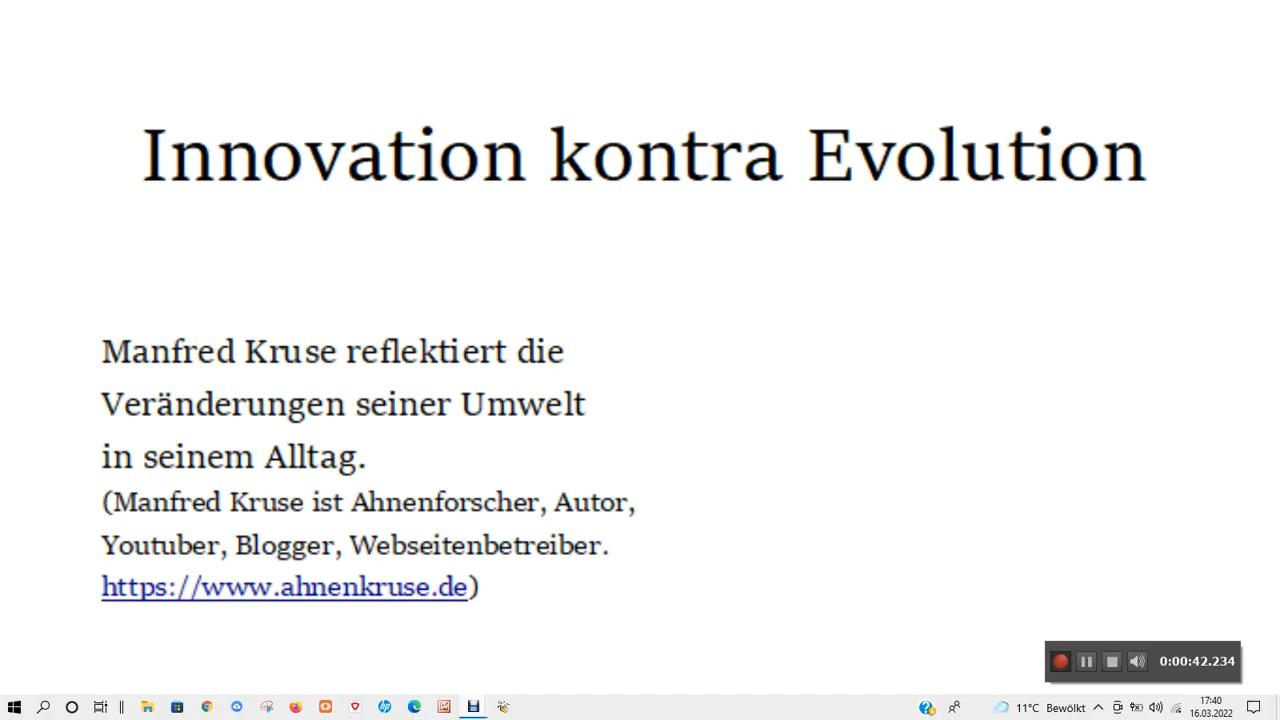 Innovation kontra Evolution
Manfred Kruse reflektiert die
Veränderungen seiner Umwelt
in seinem Alltag.
(Manfred Kruse ist Ahnenforscher, Autor,
Youtuber, Blogger, Webseitenbetreiber.
https://www.ahnenkruse.de)
0:00:42.234
11°C Bewölkt
17:40
16.03.2022